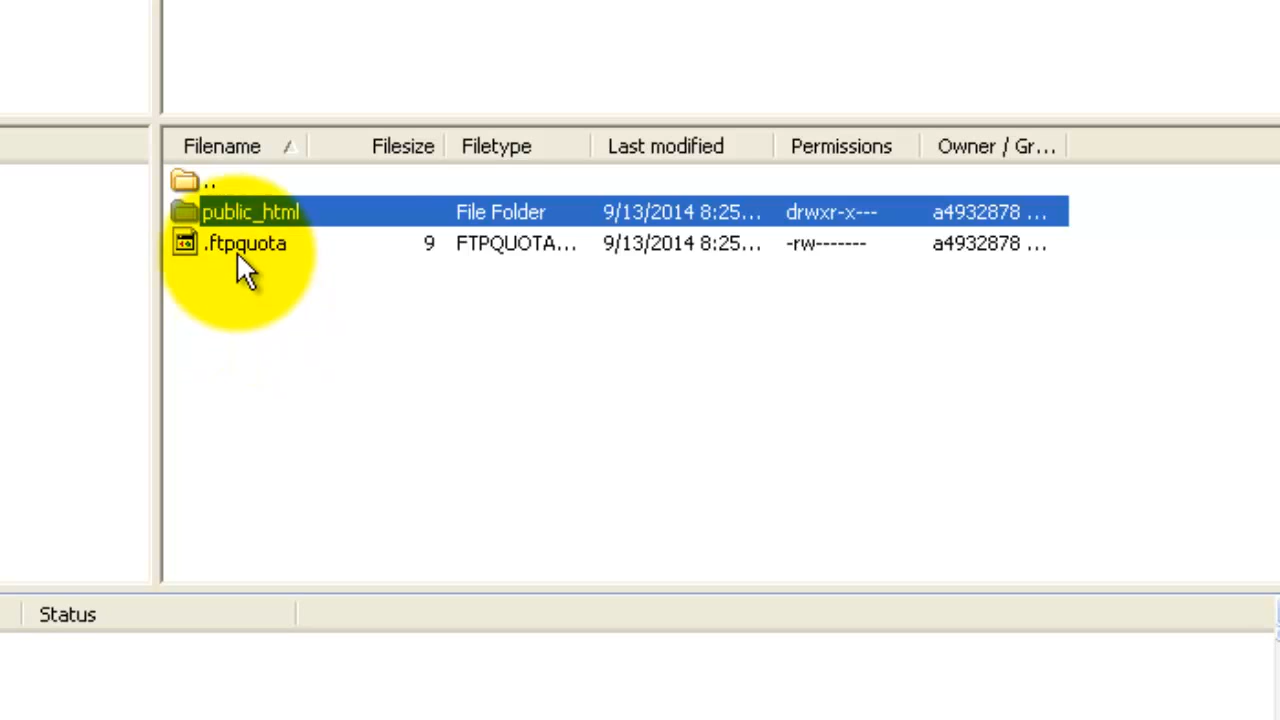 Filename Filesize Filetype Last modified Permissions Owner / Gr...
..
public_html File Folder 9/13/2014 8:25... drwxr-x--- a4932878 ...
.ftpquota 9 FTPQUOTA... 9/13/2014 8:25... -rw------- a4932878 ...
Status